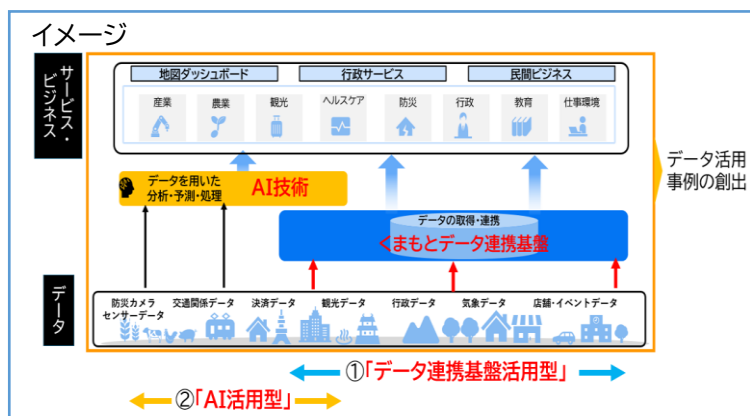 イメージ
サービス・
ビジネス
地図ダッシュボード
行政サービス
民間ビジネス
産業
農業
観光
ヘルスケア
防災
行政
教育
仕事環境
データ活用
事例の創出
データを用いた
分析・予測・処理
AI技術
データの取得・連携
くまもとデータ連携基盤
データ
防災カメラ
センサーデータ
交通関係データ
決済データ
観光データ
行政データ
気象データ
店舗・イベントデータ
①「データ連携基盤活用型」
②「AI活用型」